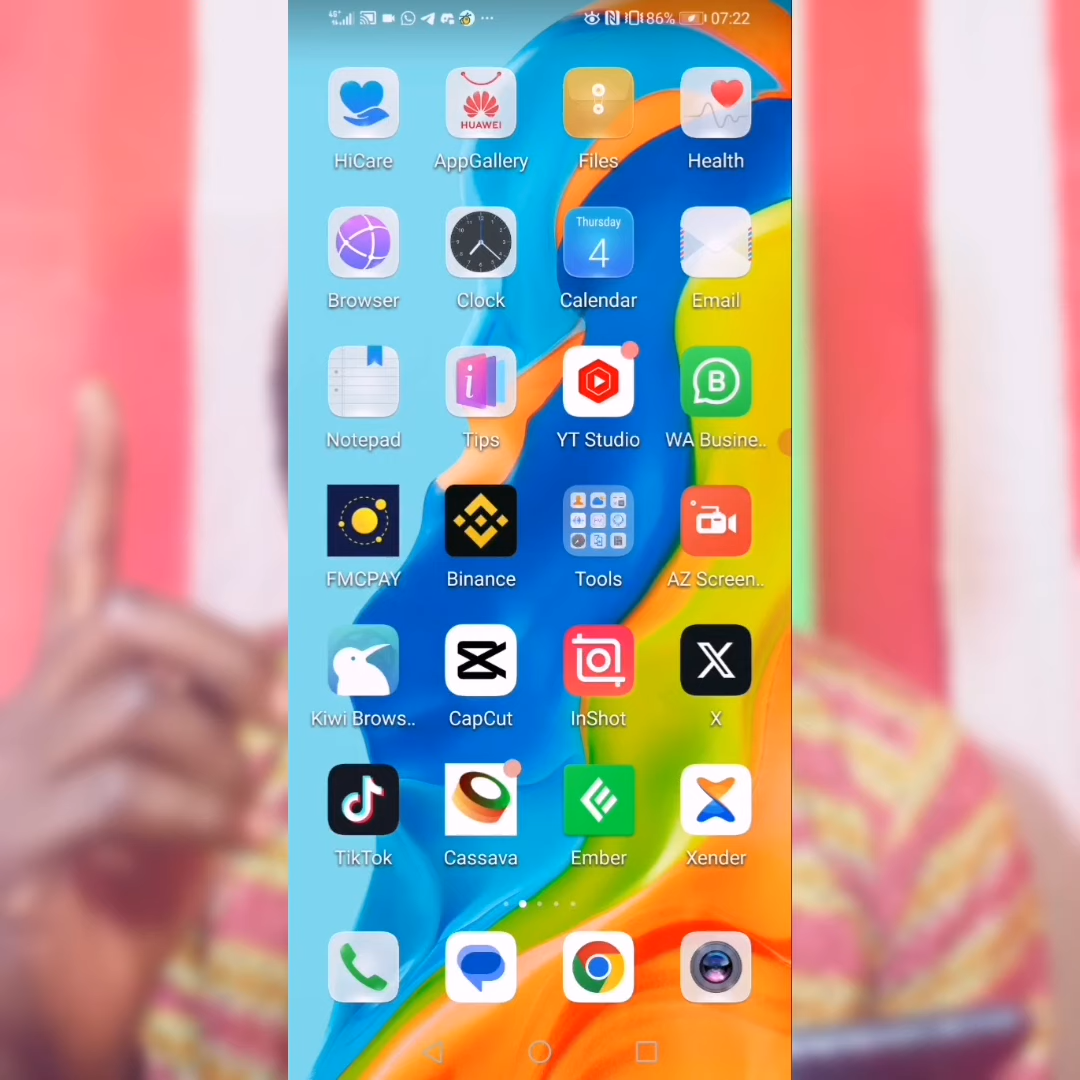 4G
86% 07:22
HUAWEI
HiCare AppGallery Files Health
Thursday
4
Browser Clock Calendar Email
i
B
Notepad Tips YT Studio WA Busine..
FMCPAY Binance Tools AZ Screen..
Kiwi Brows.. CapCut InShot X
TikTok Cassava Ember Xender